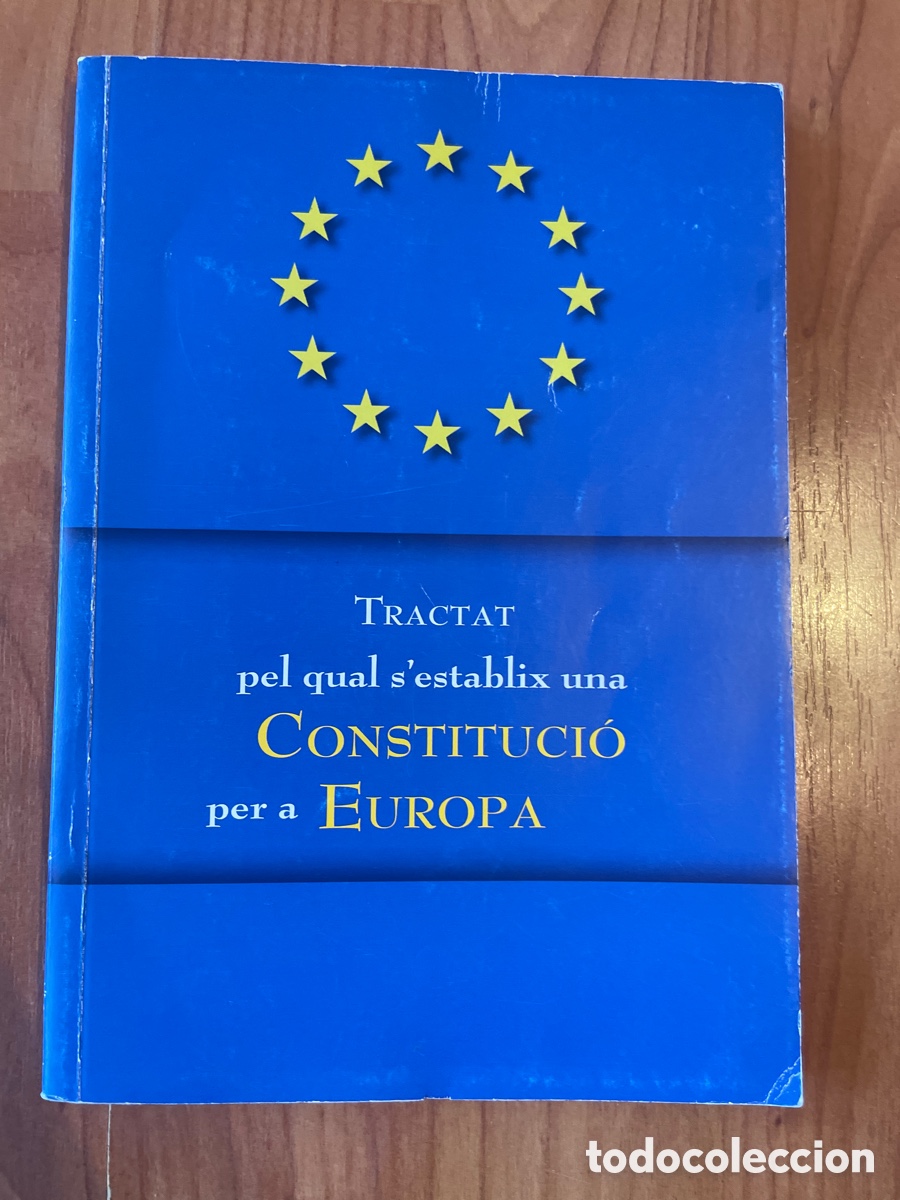 TRACTAT
pel qual s'establix una
CONSTITUCIÓ
per a EUROPA
todocoleccion